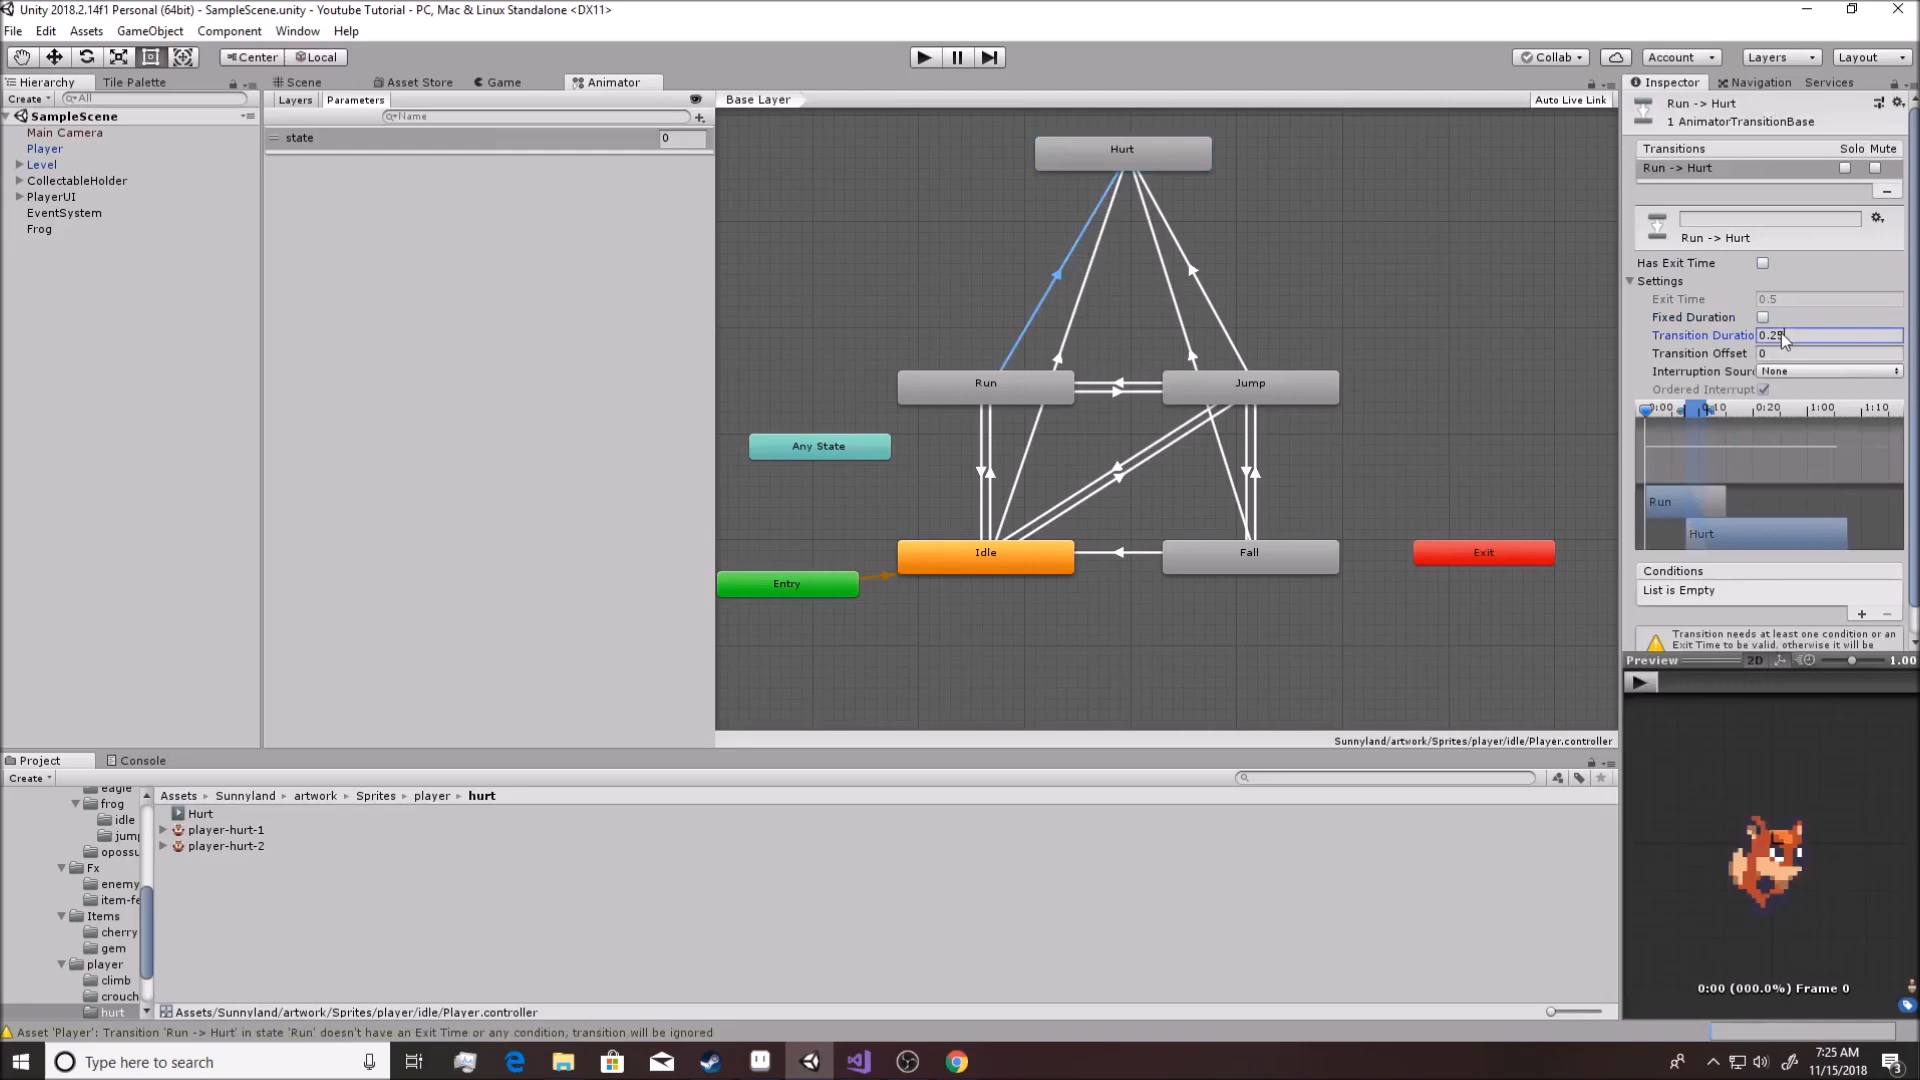 Unity 2018.2.14f1 Personal (64bit) - SampleScene.unity - Youtube Tutorial - PC, Mac & Linux Standalone <DX11>
File Edit Assets GameObject Component Window Help
Center Local Collab Account Layers Layout
Hierarchy Tile Palette Scene Asset Store Game Animator Inspector Navigation Services
Create All Layers Parameters Base Layer Auto Live Link
Name
SampleScene
Main Camera
Player
Level
CollectableHolder
PlayerUI
EventSystem
Frog
state 0
Hurt
Run
Jump
Any State
Idle
Fall
Exit
Entry
Sunnyland/artwork/Sprites/player/idle/Player.controller
Run -> Hurt
1 AnimatorTransitionBase
Transitions Solo Mute
Run -> Hurt
Run -> Hurt
Has Exit Time
Settings
Exit Time 0.5
Fixed Duration
Transition Duratio 0.25
Transition Offset 0
Interruption Sour None
Ordered Interrupt
0:00 0:10 0:20 1:00 1:10
Run
Hurt
Conditions
List is Empty
Transition needs at least one condition or an
Exit Time to be valid, otherwise it will be
Preview 2D 1.00
0:00 (000.0%) Frame 0
Project Console
Create
eagle
frog
idle
jump
opossu
Fx
enemy
item-fe
Items
cherry
gem
player
climb
crouch
hurt
Assets Sunnyland artwork Sprites player hurt
Hurt
player-hurt-1
player-hurt-2
Assets/Sunnyland/artwork/Sprites/player/idle/Player.controller
Asset 'Player': Transition 'Run -> Hurt' in state 'Run' doesn't have an Exit Time or any condition, transition will be ignored
Type here to search
7:25 AM
11/15/2018
3